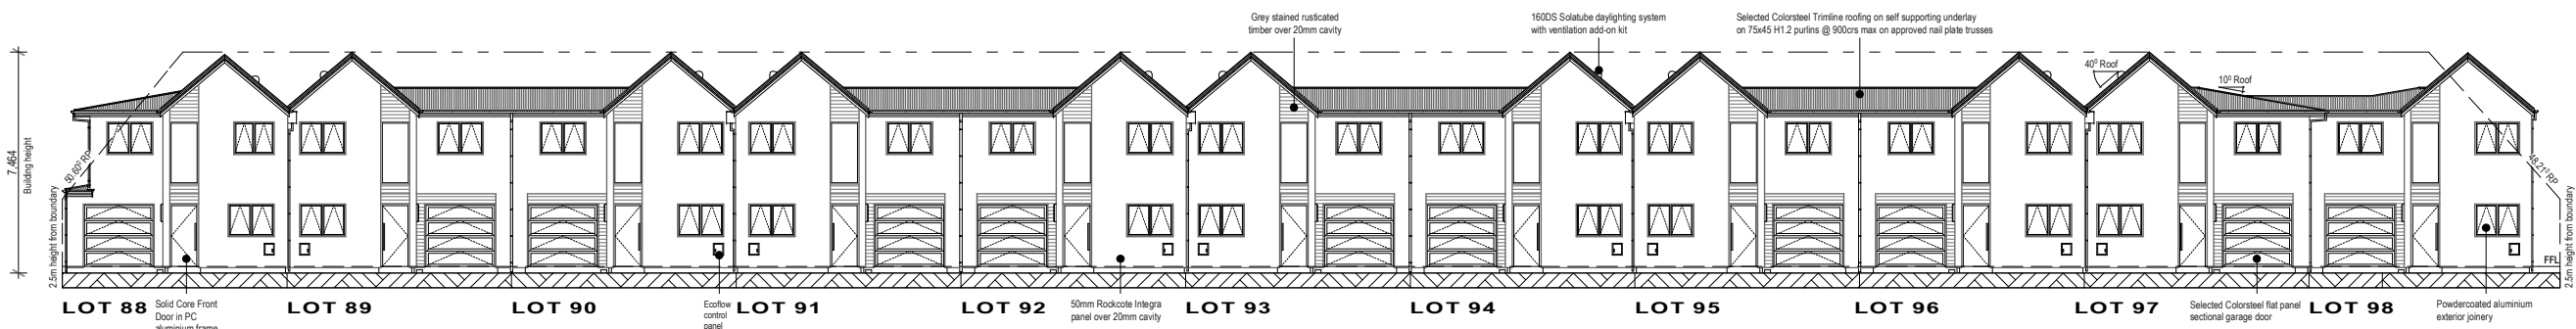 Grey stained rusticated
timber over 20mm cavity
160DS Solatube daylighting system
with ventilation add-on kit
Selected Colorsteel Trimline roofing on self supporting underlay
on 75x45 H1.2 purlins @ 900crs max on approved nail plate trusses
40⁰ Roof
10⁰ Roof
7.464
Building height
50.60⁰ RP
48.21⁰ RP
2.5m height from boundary
FFL
2.5m height from boundary
LOT 88
LOT 89
LOT 90
LOT 91
LOT 92
LOT 93
LOT 94
LOT 95
LOT 96
LOT 97
LOT 98
Solid Core Front
Door in PC
aluminium frame
Ecoflow
control
panel
50mm Rockcote Integra
panel over 20mm cavity
Selected Colorsteel flat panel
sectional garage door
Powdercoated aluminium
exterior joinery